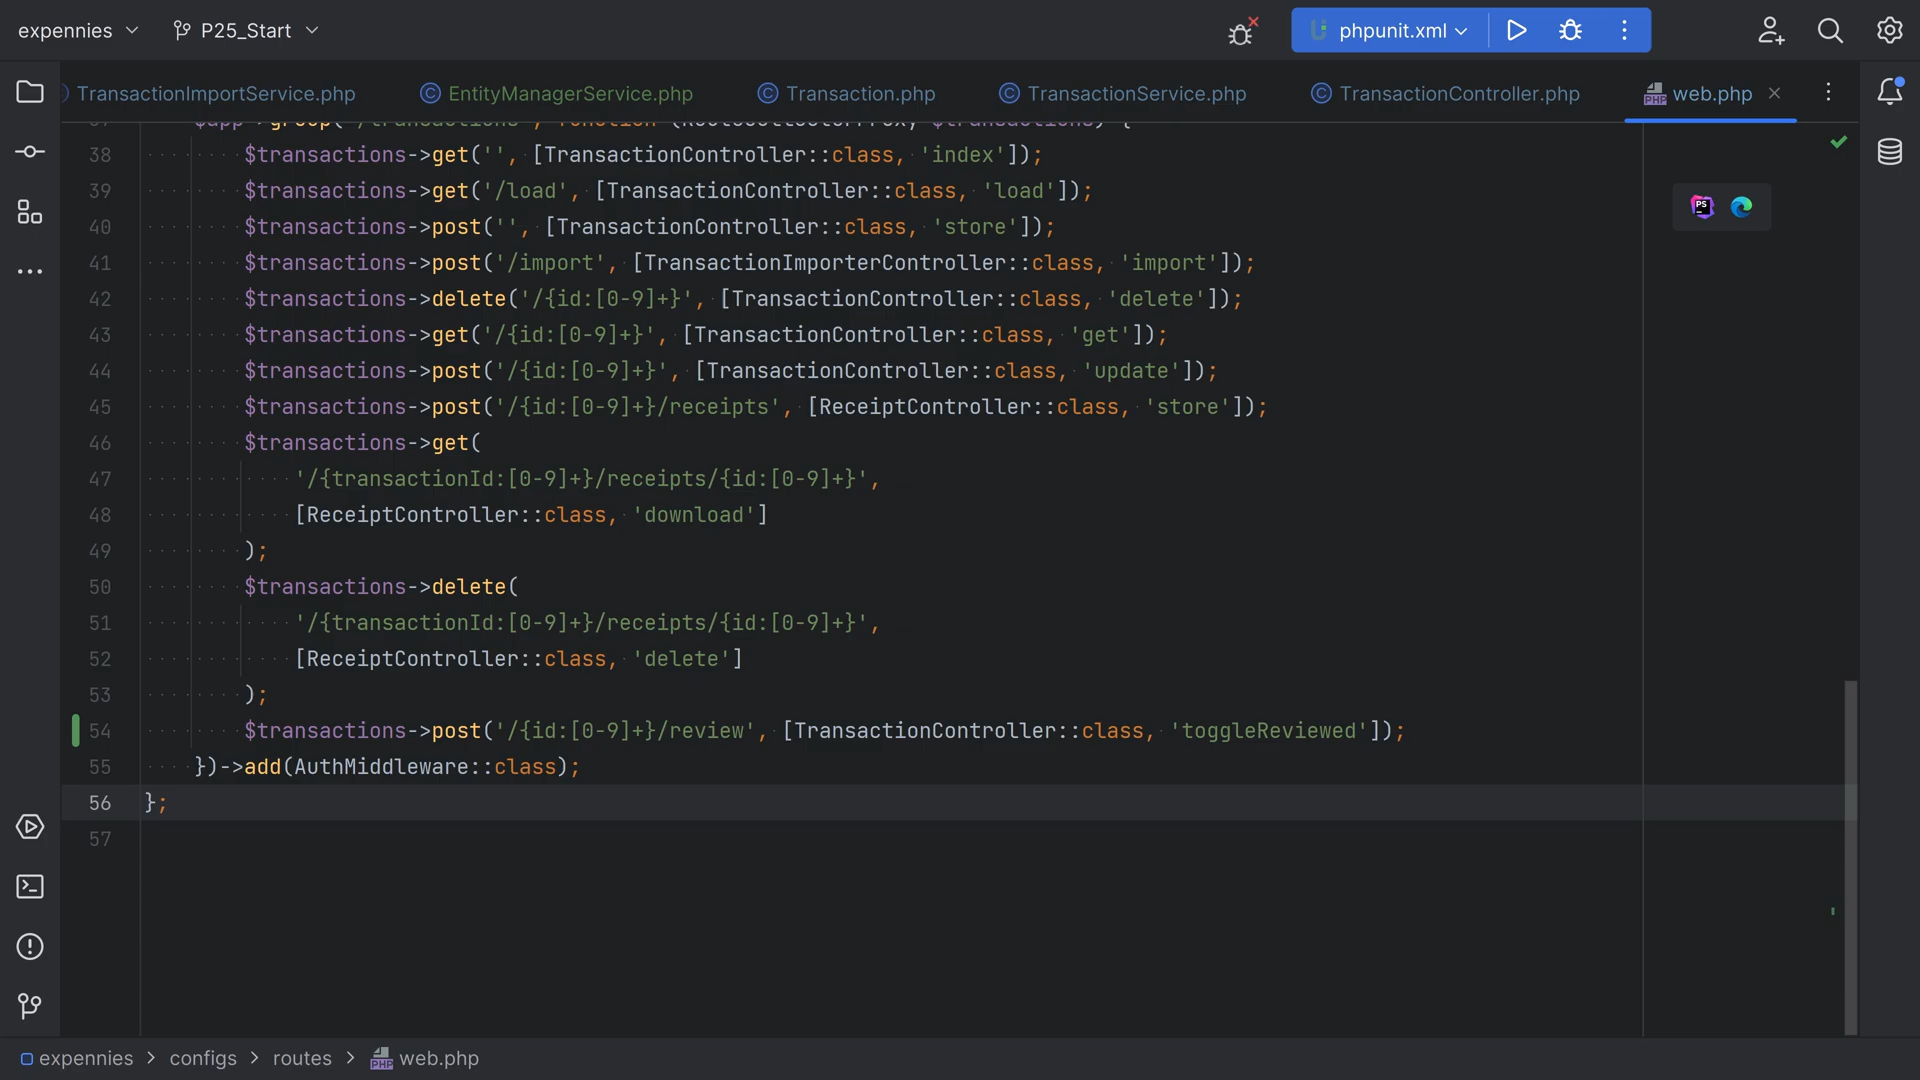 expennies P25_Start phpunit.xml
TransactionImportService.php EntityManagerService.php Transaction.php TransactionService.php TransactionController.php web.php
38 $transactions->get('', [TransactionController::class, 'index']);
39 $transactions->get('/load', [TransactionController::class, 'load']);
40 $transactions->post('', [TransactionController::class, 'store']);
41 $transactions->post('/import', [TransactionImporterController::class, 'import']);
42 $transactions->delete('/{id:[0-9]+}', [TransactionController::class, 'delete']);
43 $transactions->get('/{id:[0-9]+}', [TransactionController::class, 'get']);
44 $transactions->post('/{id:[0-9]+}', [TransactionController::class, 'update']);
45 $transactions->post('/{id:[0-9]+}/receipts', [ReceiptController::class, 'store']);
46 $transactions->get(
47 '/{transactionId:[0-9]+}/receipts/{id:[0-9]+}',
48 [ReceiptController::class, 'download']
49 );
50 $transactions->delete(
51 '/{transactionId:[0-9]+}/receipts/{id:[0-9]+}',
52 [ReceiptController::class, 'delete']
53 );
54 $transactions->post('/{id:[0-9]+}/review', [TransactionController::class, 'toggleReviewed']);
55 })->add(AuthMiddleware::class);
56 };
57
expennies > configs > routes > web.php